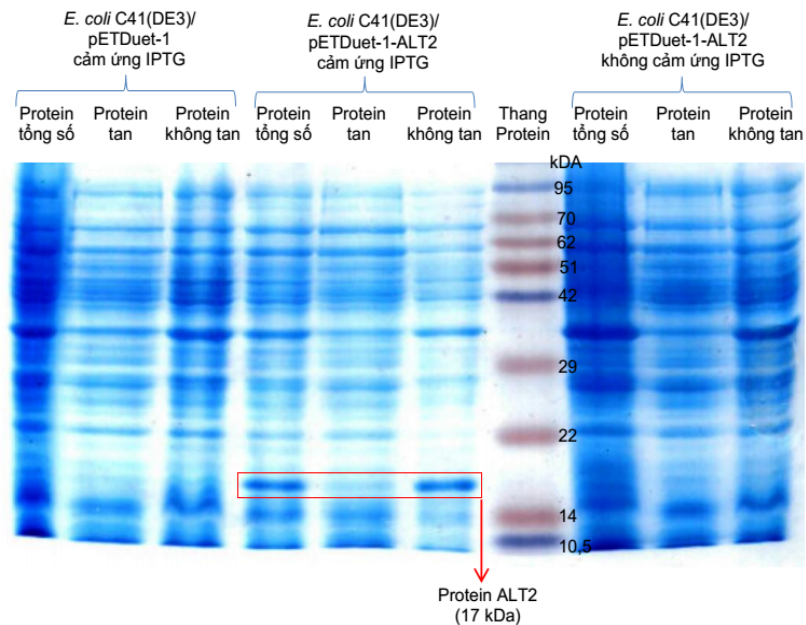 E. coli C41(DE3)/
pETDuet-1
cảm ứng IPTG
E. coli C41(DE3)/
pETDuet-1-ALT2
cảm ứng IPTG
E. coli C41(DE3)/
pETDuet-1-ALT2
không cảm ứng IPTG
Protein tổng số
Protein tan
Protein không tan
Protein tổng số
Protein tan
Protein không tan
Thang Protein
Protein tổng số
Protein tan
Protein không tan
kDA
95
70
62
51
42
29
22
14
10,5
Protein ALT2
(17 kDa)